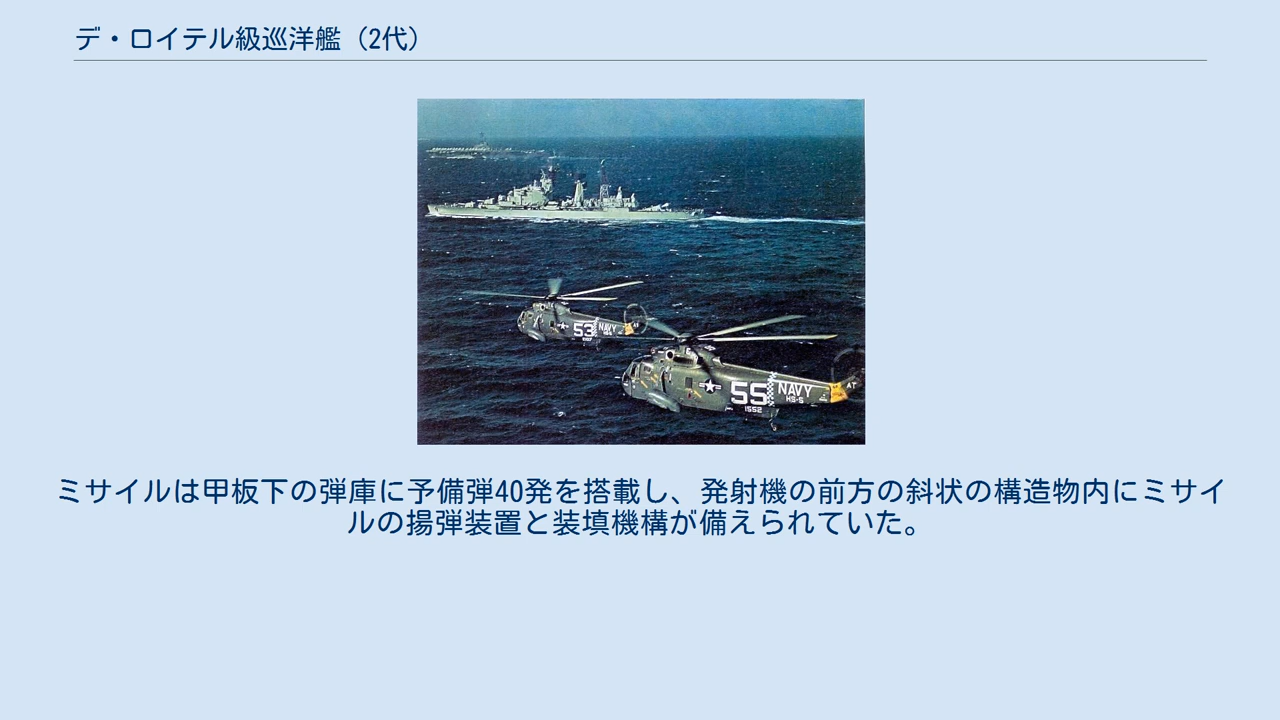 デ・ロイテル級巡洋艦（2代）
53
NAVY
55
NAVY
HS-5
1552
AT
ミサイルは甲板下の弾庫に予備弾40発を搭載し、発射機の前方の斜状の構造物内にミサイ
ルの揚弾装置と装填機構が備えられていた。